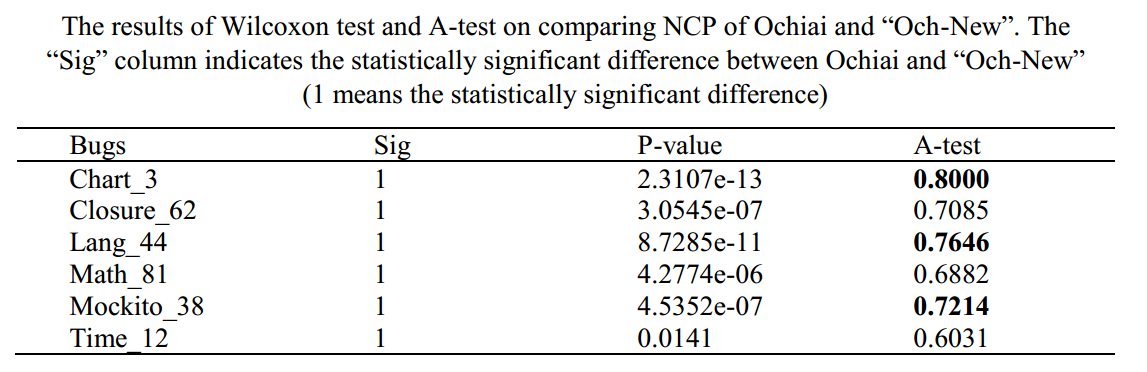 The results of Wilcoxon test and A-test on comparing NCP of Ochiai and “Och-New”. The
“Sig” column indicates the statistically significant difference between Ochiai and “Och-New”
(1 means the statistically significant difference)
Bugs Sig P-value A-test
Chart_3 1 2.3107e-13 0.8000
Closure_62 1 3.0545e-07 0.7085
Lang_44 1 8.7285e-11 0.7646
Math_81 1 4.2774e-06 0.6882
Mockito_38 1 4.5352e-07 0.7214
Time_12 1 0.0141 0.6031